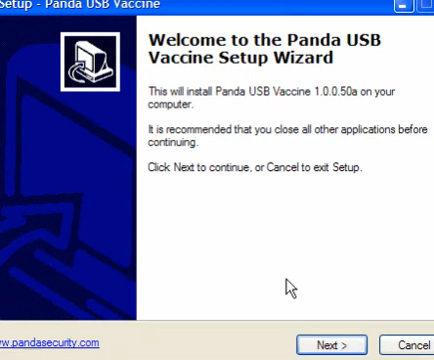 Setup - Panda USB Vaccine
Welcome to the Panda USB
Vaccine Setup Wizard
This will install Panda USB Vaccine 1.0.0.50a on your
computer.
It is recommended that you close all other applications before
continuing.
Click Next to continue, or Cancel to exit Setup.
www.pandasecurity.com
Next >
Cancel